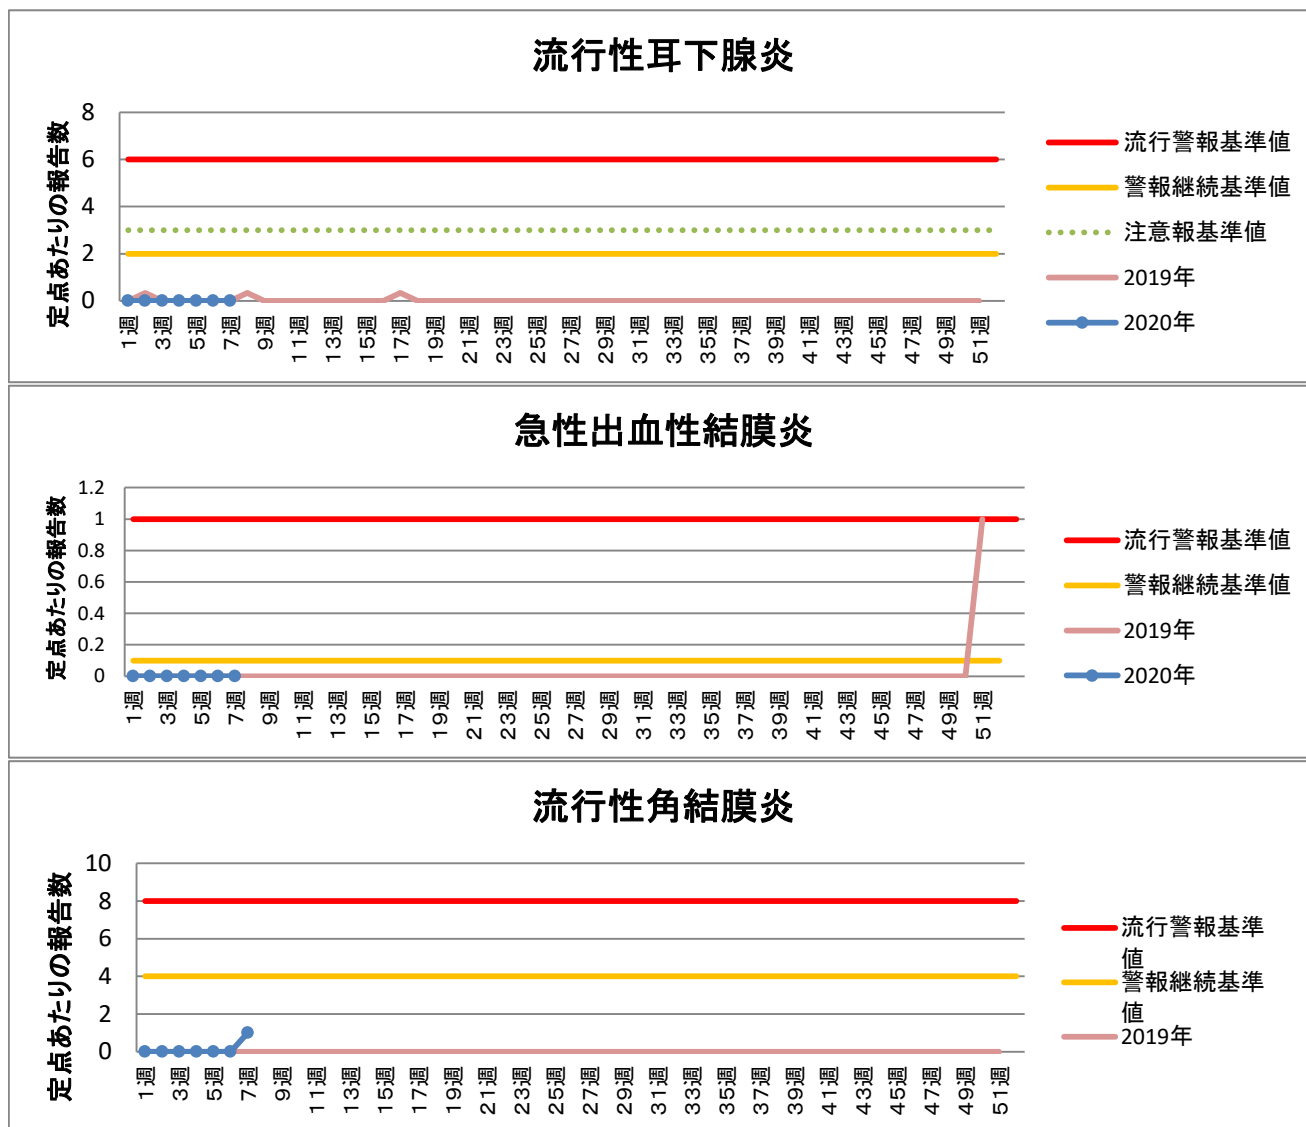 流行性耳下腺炎
定点あたりの報告数
8
6
4
2
0
1週
3週
5週
7週
9週
11週
13週
15週
17週
19週
21週
23週
25週
27週
29週
31週
33週
35週
37週
39週
41週
43週
45週
47週
49週
51週
流行警報基準値
警報継続基準値
注意報基準値
2019年
2020年
急性出血性結膜炎
定点あたりの報告数
1.2
1
0.8
0.6
0.4
0.2
0
1週
3週
5週
7週
9週
11週
13週
15週
17週
19週
21週
23週
25週
27週
29週
31週
33週
35週
37週
39週
41週
43週
45週
47週
49週
51週
流行警報基準値
警報継続基準値
2019年
2020年
流行性角結膜炎
定点あたりの報告数
10
8
6
4
2
0
1週
3週
5週
7週
9週
11週
13週
15週
17週
19週
21週
23週
25週
27週
29週
31週
33週
35週
37週
39週
41週
43週
45週
47週
49週
51週
流行警報基準
値
警報継続基準
値
2019年